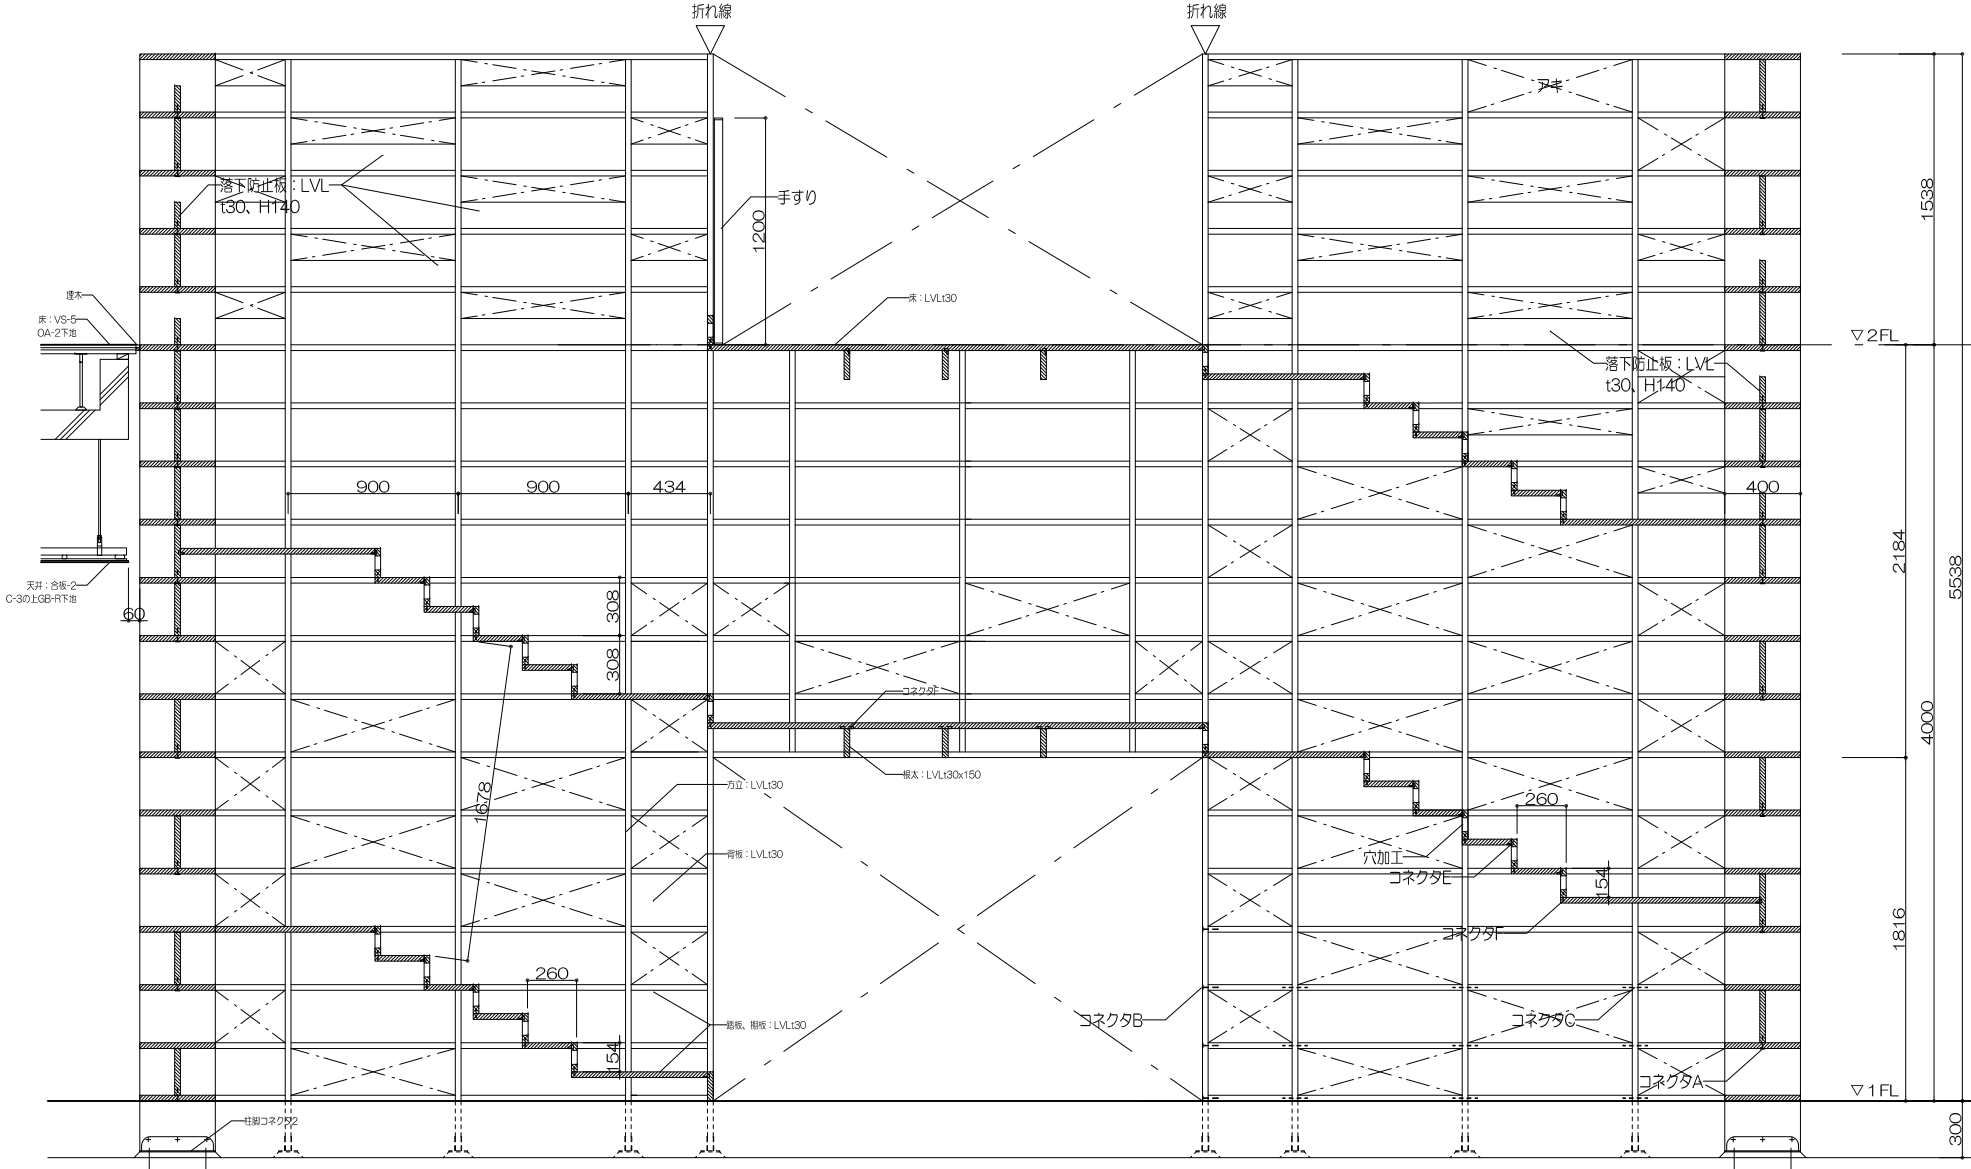 折れ線
折れ線
アキ
落下防止板：LVL
t30、H140
手すり
1200
1538
埋木
床：VS-5
OA-2下地
床：LVLt30
▽2FL
落下防止板：LVL
t30、H140
900
900
434
400
2184
5538
天井：合板-2
C-3の上GB-R下地
60
308
308
コネクタF
4000
根太：LVLt30x150
方立：LVLt30
1678
260
穴加工
背板：LVLt30
コネクタE
154
コネクタF
1816
260
コネクタB
コネクタC
踏板、棚板：LVLt30
154
コネクタA
▽1FL
柱脚コネクタ2
300